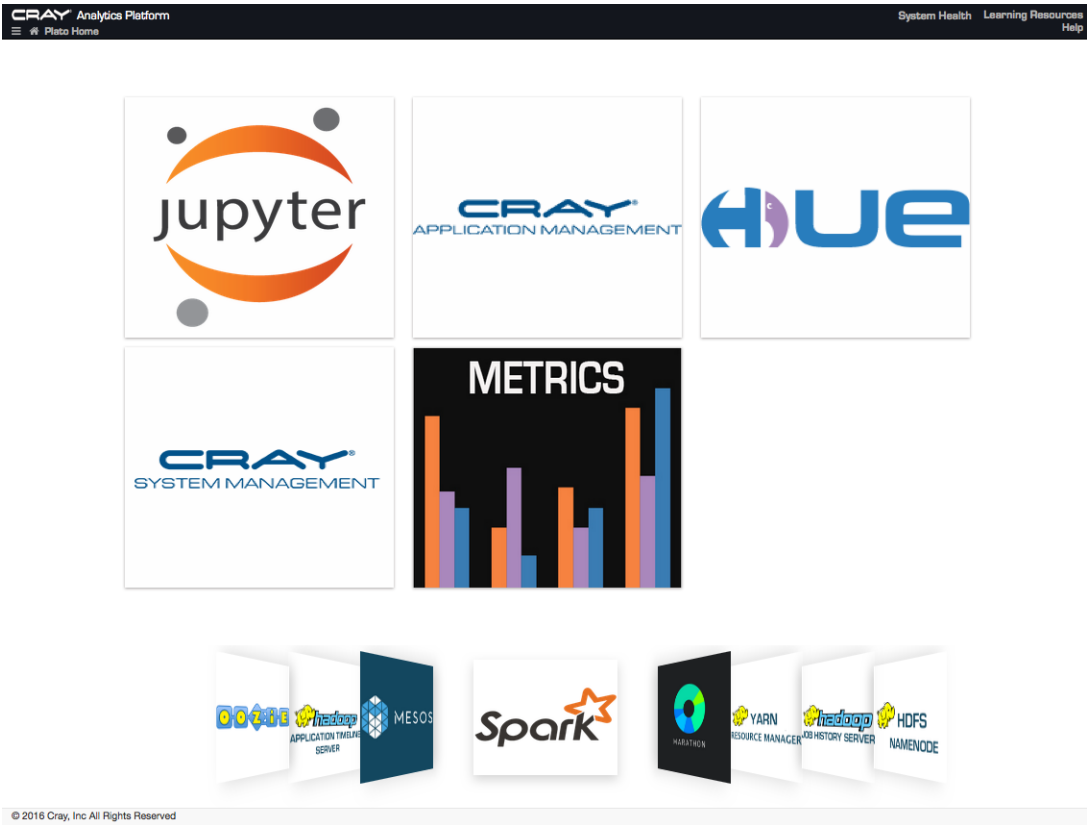 CRAY® Analytics Platform
System Health Learning Resources
Plato Home
Help
jupyter
CRAY®
APPLICATION MANAGEMENT
HUE
CRAY®
SYSTEM MANAGEMENT
METRICS
OOZIE
hadoop
APPLICATION TIMELINE
SERVER
MESOS
Spark
MARATHON
YARN
RESOURCE MANAGER
hadoop
JOB HISTORY SERVER
HDFS
NAMENODE
© 2016 Cray, Inc All Rights Reserved